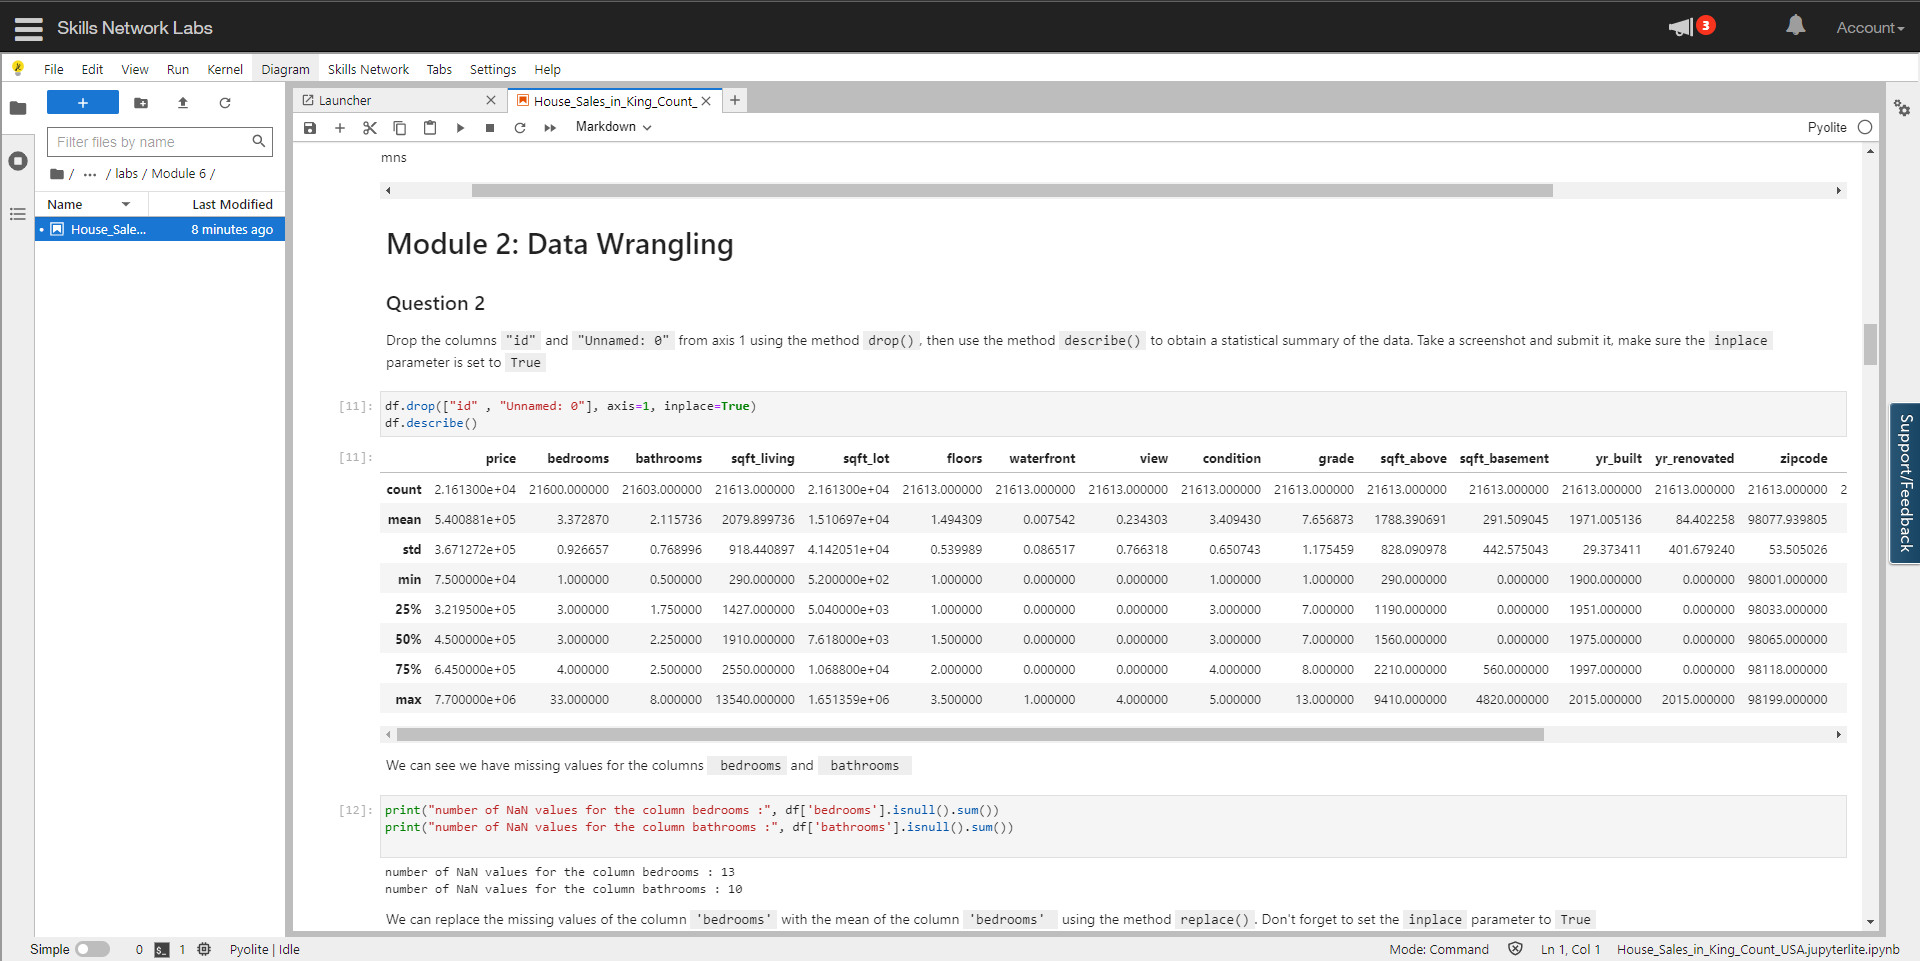 Skills Network Labs
3
Account
File Edit View Run Kernel Diagram Skills Network Tabs Settings Help
+
Filter files by name
/ ··· / labs / Module 6 /
Name Last Modified
House_Sale... 8 minutes ago
Launcher House_Sales_in_King_Count_
Markdown Pyolite
mns
Module 2: Data Wrangling
Question 2
Drop the columns "id" and "Unnamed: 0" from axis 1 using the method drop() , then use the method describe() to obtain a statistical summary of the data. Take a screenshot and submit it, make sure the inplace
parameter is set to True
[11]: df.drop(["id" , "Unnamed: 0"], axis=1, inplace=True)
df.describe()
[11]: price bedrooms bathrooms sqft_living sqft_lot floors waterfront view condition grade sqft_above sqft_basement yr_built yr_renovated zipcode
count 2.161300e+04 21600.000000 21603.000000 21613.000000 2.161300e+04 21613.000000 21613.000000 21613.000000 21613.000000 21613.000000 21613.000000 21613.000000 21613.000000 21613.000000 21613.000000 2
mean 5.400881e+05 3.372870 2.115736 2079.899736 1.510697e+04 1.494309 0.007542 0.234303 3.409430 7.656873 1788.390691 291.509045 1971.005136 84.402258 98077.939805
std 3.671272e+05 0.926657 0.768996 918.440897 4.142051e+04 0.539989 0.086517 0.766318 0.650743 1.175459 828.090978 442.575043 29.373411 401.679240 53.505026
min 7.500000e+04 1.000000 0.500000 290.000000 5.200000e+02 1.000000 0.000000 0.000000 1.000000 1.000000 290.000000 0.000000 1900.000000 0.000000 98001.000000
25% 3.219500e+05 3.000000 1.750000 1427.000000 5.040000e+03 1.000000 0.000000 0.000000 3.000000 7.000000 1190.000000 0.000000 1951.000000 0.000000 98033.000000
50% 4.500000e+05 3.000000 2.250000 1910.000000 7.618000e+03 1.500000 0.000000 0.000000 3.000000 7.000000 1560.000000 0.000000 1975.000000 0.000000 98065.000000
75% 6.450000e+05 4.000000 2.500000 2550.000000 1.068800e+04 2.000000 0.000000 0.000000 4.000000 8.000000 2210.000000 560.000000 1997.000000 0.000000 98118.000000
max 7.700000e+06 33.000000 8.000000 13540.000000 1.651359e+06 3.500000 1.000000 4.000000 5.000000 13.000000 9410.000000 4820.000000 2015.000000 2015.000000 98199.000000
We can see we have missing values for the columns bedrooms and bathrooms
[12]: print("number of NaN values for the column bedrooms :", df['bedrooms'].isnull().sum())
print("number of NaN values for the column bathrooms :", df['bathrooms'].isnull().sum())
number of NaN values for the column bedrooms : 13
number of NaN values for the column bathrooms : 10
We can replace the missing values of the column 'bedrooms' with the mean of the column 'bedrooms' using the method replace() . Don't forget to set the inplace parameter to True
Support/Feedback
Simple 0 1 Pyolite | Idle Mode: Command Ln 1, Col 1 House_Sales_in_King_Count_USA.jupyterlite.ipynb